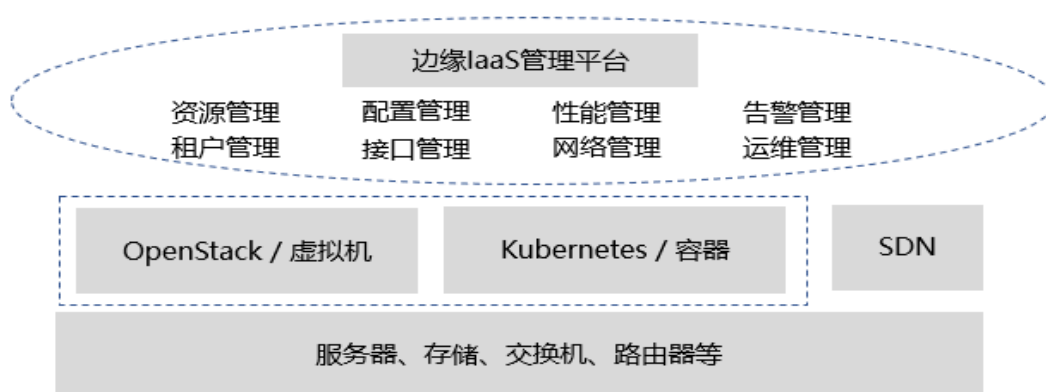 边缘IaaS管理平台
资源管理 配置管理 性能管理 告警管理
租户管理 接口管理 网络管理 运维管理
OpenStack / 虚拟机 Kubernetes / 容器 SDN
服务器、存储、交换机、路由器等